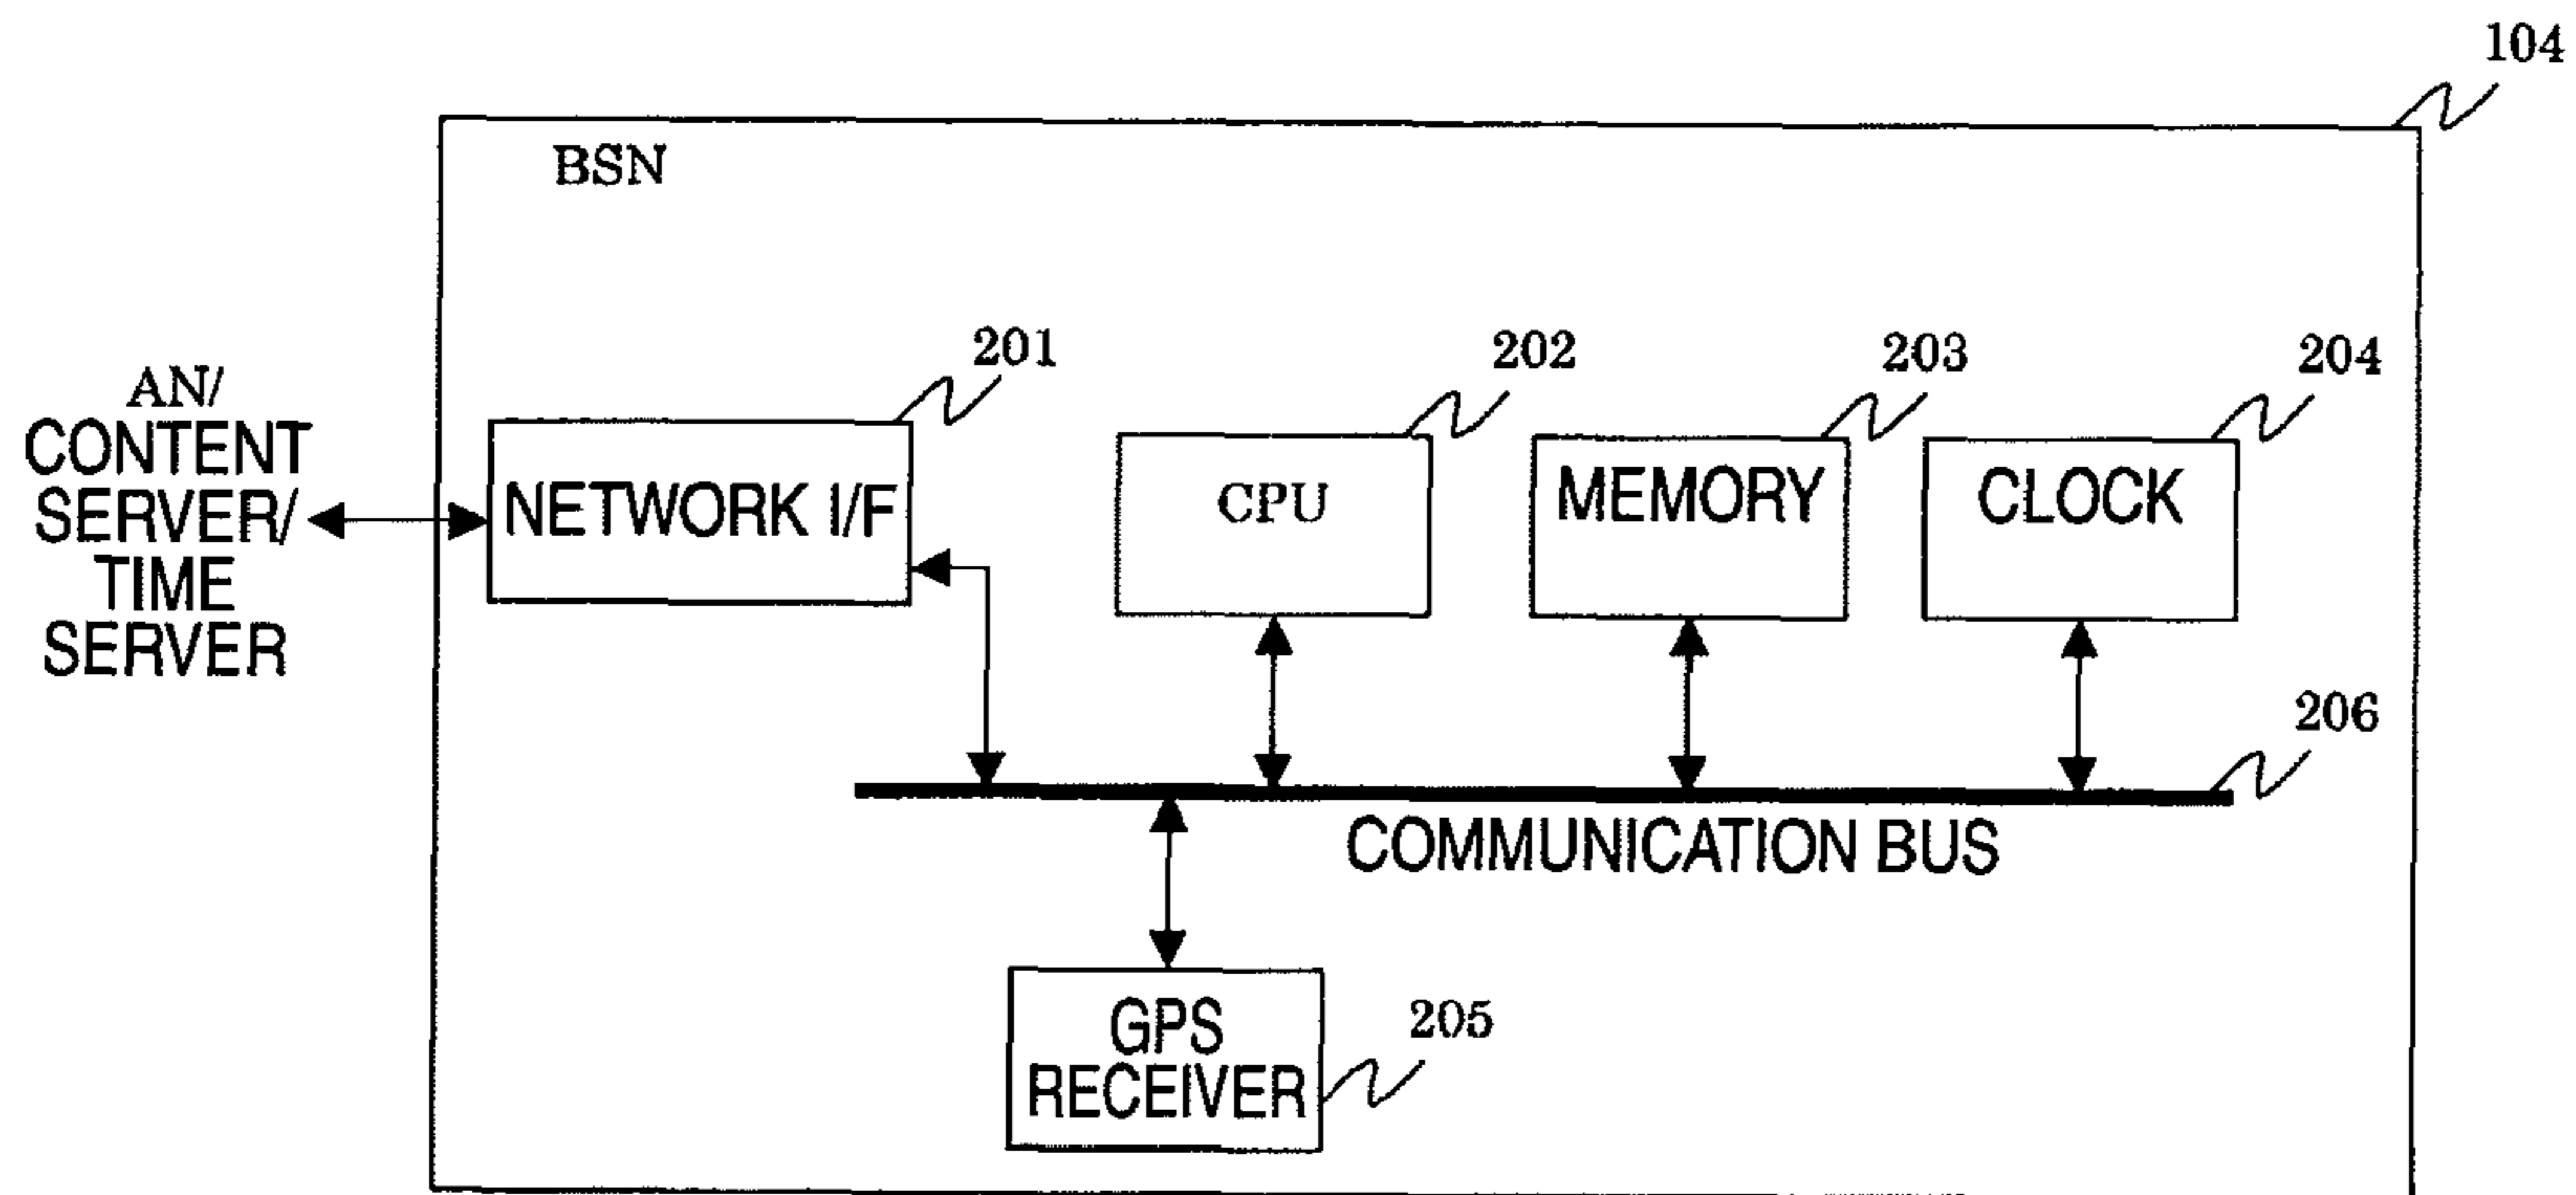 104
BSN
201
202
203
204
AN/
CONTENT
SERVER/
TIME
SERVER
NETWORK I/F
CPU
MEMORY
CLOCK
206
COMMUNICATION BUS
GPS
RECEIVER
205